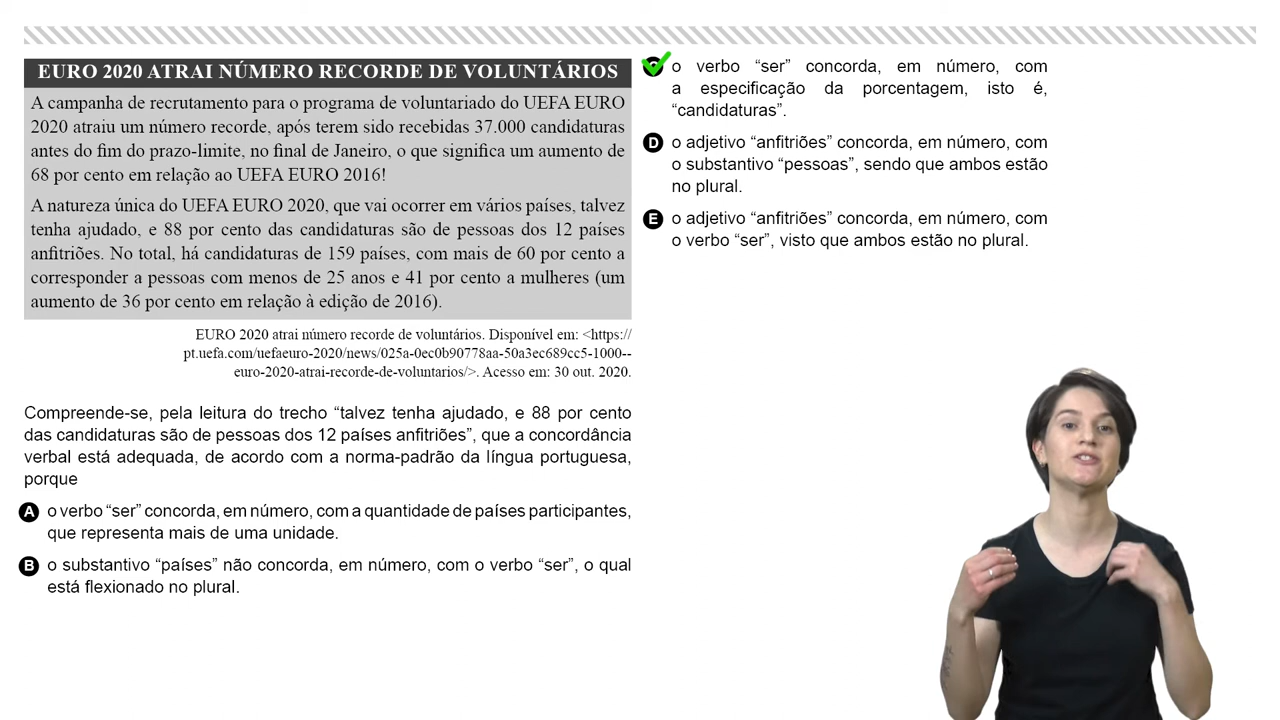 EURO 2020 ATRAI NÚMERO RECORDE DE VOLUNTÁRIOS
A campanha de recrutamento para o programa de voluntariado do UEFA EURO
2020 atraiu um número recorde, após terem sido recebidas 37.000 candidaturas
antes do fim do prazo-limite, no final de Janeiro, o que significa um aumento de
68 por cento em relação ao UEFA EURO 2016!
A natureza única do UEFA EURO 2020, que vai ocorrer em vários países, talvez
tenha ajudado, e 88 por cento das candidaturas são de pessoas dos 12 países
anfitriões. No total, há candidaturas de 159 países, com mais de 60 por cento a
corresponder a pessoas com menos de 25 anos e 41 por cento a mulheres (um
aumento de 36 por cento em relação à edição de 2016).
EURO 2020 atrai número recorde de voluntários. Disponível em: <https://
pt.uefa.com/uefaeuro-2020/news/025a-0ec0b90778aa-50a3ec689cc5-1000--
euro-2020-atrai-recorde-de-voluntarios/>. Acesso em: 30 out. 2020.
Compreende-se, pela leitura do trecho “talvez tenha ajudado, e 88 por cento
das candidaturas são de pessoas dos 12 países anfitriões”, que a concordância
verbal está adequada, de acordo com a norma-padrão da língua portuguesa,
porque
A o verbo “ser” concorda, em número, com a quantidade de países participantes,
que representa mais de uma unidade.
B o substantivo “países” não concorda, em número, com o verbo “ser”, o qual
está flexionado no plural.
o verbo “ser” concorda, em número, com
a especificação da porcentagem, isto é,
“candidaturas”.
D o adjetivo “anfitriões” concorda, em número, com
o substantivo “pessoas”, sendo que ambos estão
no plural.
E o adjetivo “anfitriões” concorda, em número, com
o verbo “ser”, visto que ambos estão no plural.